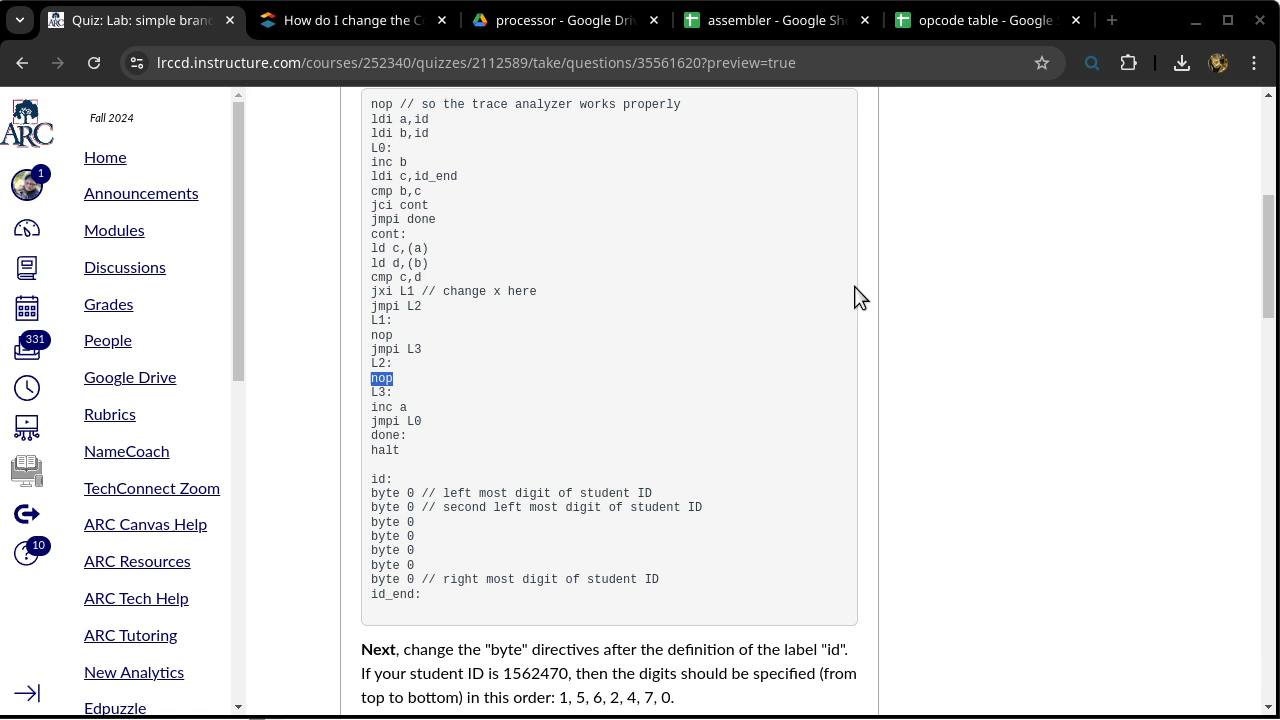 Quiz: Lab: simple bran
How do I change the C
processor - Google Dri
assembler - Google She
opcode table - Google
lrccd.instructure.com/courses/252340/quizzes/2112589/take/questions/35561620?preview=true
ARC
Fall 2024
1
331
10
Home
Announcements
Modules
Discussions
Grades
People
Google Drive
Rubrics
NameCoach
TechConnect Zoom
ARC Canvas Help
ARC Resources
ARC Tech Help
ARC Tutoring
New Analytics
Edpuzzle
nop // so the trace analyzer works properly
ldi a,id
ldi b,id
L0:
inc b
ldi c,id_end
cmp b,c
jci cont
jmpi done
cont:
ld c,(a)
ld d,(b)
cmp c,d
jxi L1 // change x here
jmpi L2
L1:
nop
jmpi L3
L2:
nop
L3:
inc a
jmpi L0
done:
halt
id:
byte 0 // left most digit of student ID
byte 0 // second left most digit of student ID
byte 0
byte 0
byte 0
byte 0
byte 0 // right most digit of student ID
id_end:
Next, change the "byte" directives after the definition of the label "id".
If your student ID is 1562470, then the digits should be specified (from
top to bottom) in this order: 1, 5, 6, 2, 4, 7, 0.